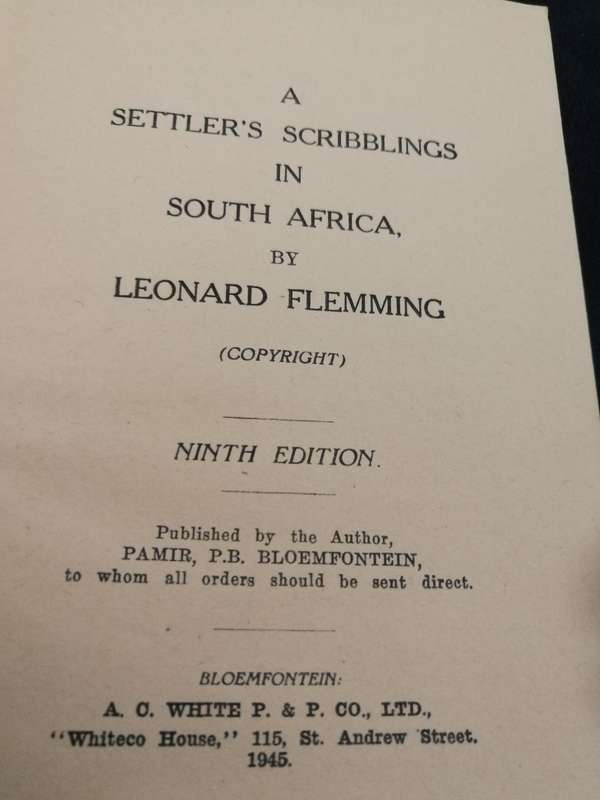 A
SETTLER'S SCRIBBLINGS
IN
SOUTH AFRICA,
BY
LEONARD FLEMMING
(COPYRIGHT)
NINTH EDITION.
Published by the Author,
PAMIR, P.B. BLOEMFONTEIN,
to whom all orders should be sent direct.
BLOEMFONTEIN:
A. C. WHITE P. & P. CO., LTD.,
"Whiteco House," 115, St. Andrew Street.
1945.